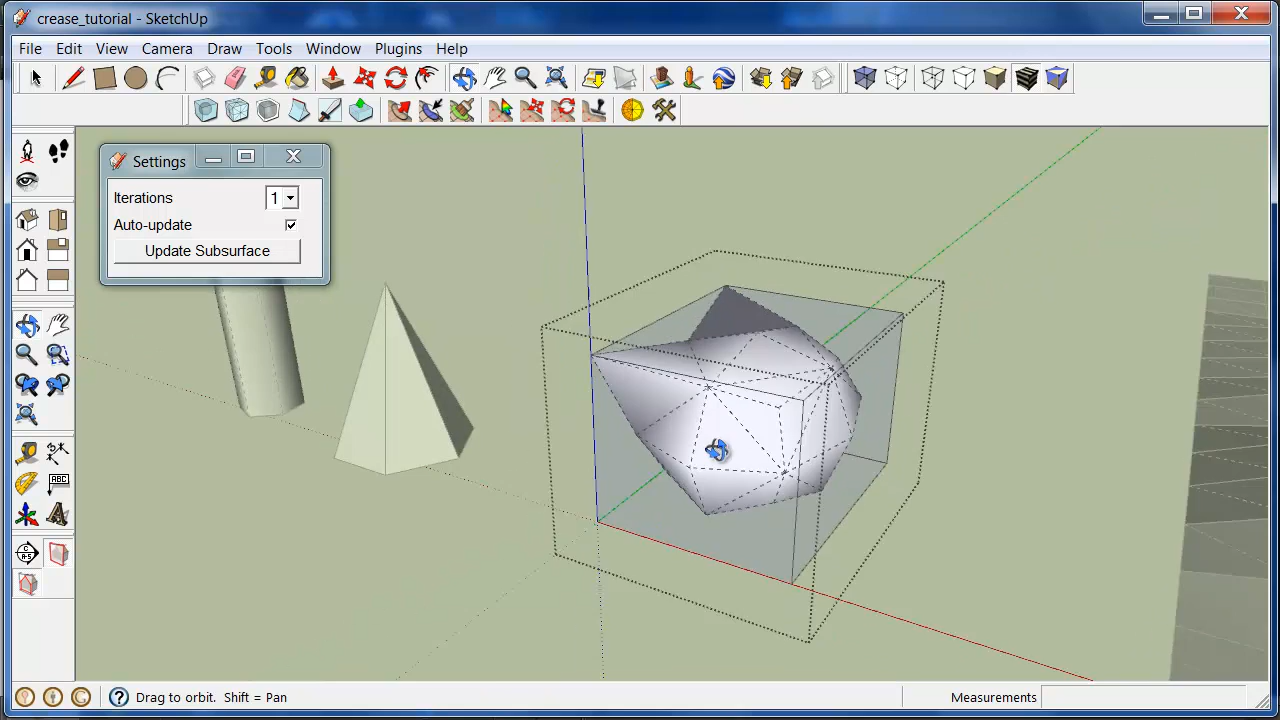 crease_tutorial - SketchUp
File Edit View Camera Draw Tools Window Plugins Help
Settings
Iterations 1
Auto-update
Update Subsurface
ABC
A
Drag to orbit. Shift = Pan
Measurements